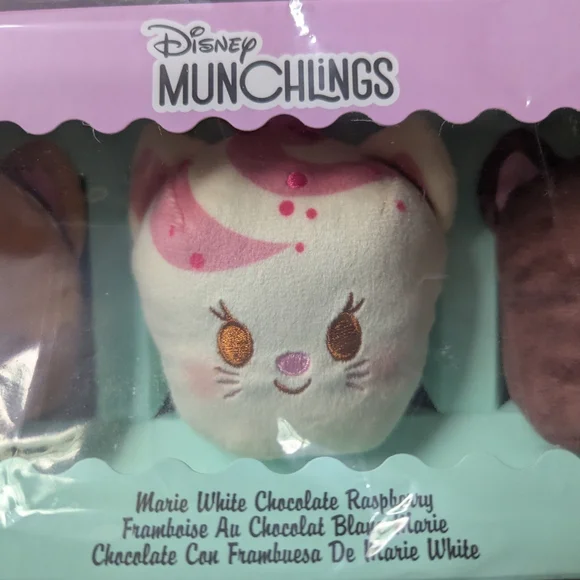 Disney
MUNCHLINGS
Marie White Chocolate Raspberry
Framboise Au Chocolat Blanc Marie
Chocolate Con Frambuesa De Marie White